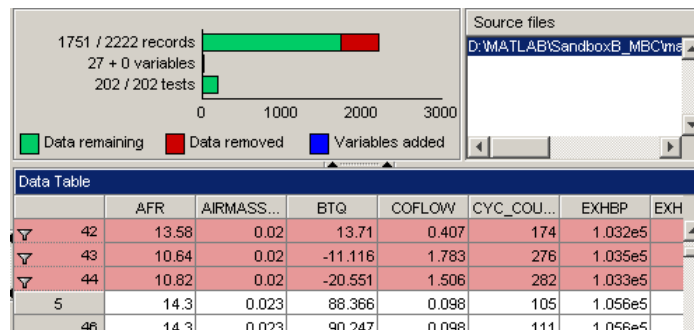 Source files
1751 / 2222 records
D:\MATLAB\SandboxB_MBC\ma
27 + 0 variables
202 / 202 tests
0 1000 2000 3000
Data remaining Data removed Variables added
Data Table
AFR AIRMASS... BTQ COFLOW CYC_COU... EXHBP EXH
42 13.58 0.02 13.71 0.407 174 1.032e5
43 10.64 0.02 -11.116 1.783 276 1.035e5
44 10.82 0.02 -20.551 1.506 282 1.033e5
5 14.3 0.023 88.366 0.098 105 1.056e5
46 14.3 0.023 90.247 0.098 111 1.056e5